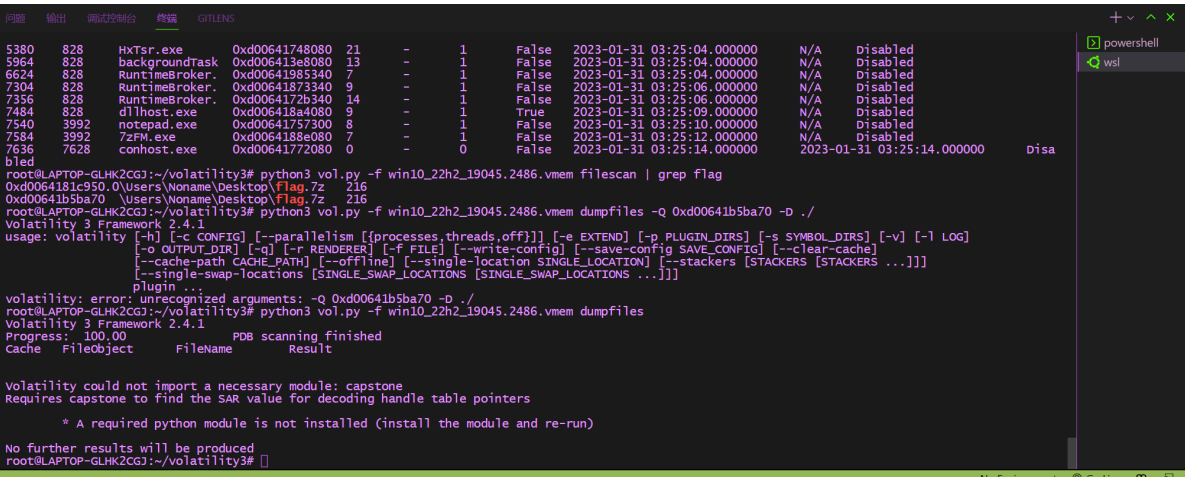 问题 输出 调试控制台 终端 GITLENS
powershell
wsl
5380 828 HxTsr.exe 0xd00641748080 21 - 1 False 2023-01-31 03:25:04.000000 N/A Disabled
5964 828 backgroundTask 0xd006413e8080 13 - 1 False 2023-01-31 03:25:04.000000 N/A Disabled
6624 828 RuntimeBroker. 0xd00641985340 7 - 1 False 2023-01-31 03:25:04.000000 N/A Disabled
7304 828 RuntimeBroker. 0xd00641873340 9 - 1 False 2023-01-31 03:25:06.000000 N/A Disabled
7356 828 RuntimeBroker. 0xd0064172b340 14 - 1 False 2023-01-31 03:25:06.000000 N/A Disabled
7484 828 dllhost.exe 0xd006418a4080 9 - 1 True 2023-01-31 03:25:09.000000 N/A Disabled
7540 3992 notepad.exe 0xd00641757300 8 - 1 False 2023-01-31 03:25:10.000000 N/A Disabled
7584 3992 7zFM.exe 0xd0064188e080 7 - 1 False 2023-01-31 03:25:12.000000 N/A Disabled
7636 7628 conhost.exe 0xd00641772080 0 - 0 False 2023-01-31 03:25:14.000000 2023-01-31 03:25:14.000000 Disa
bled
root@LAPTOP-GLHK2CGJ:~/volatility3# python3 vol.py -f win10_22h2_19045.2486.vmem filescan | grep flag
0xd0064181c950.0\Users\Noname\Desktop\flag.7z 216
0xd00641b5ba70 \Users\Noname\Desktop\flag.7z 216
root@LAPTOP-GLHK2CGJ:~/volatility3# python3 vol.py -f win10_22h2_19045.2486.vmem dumpfiles -Q 0xd00641b5ba70 -D ./
Volatility 3 Framework 2.4.1
usage: volatility [-h] [-c CONFIG] [--parallelism [{processes,threads,off}]] [-e EXTEND] [-p PLUGIN_DIRS] [-s SYMBOL_DIRS] [-v] [-l LOG]
[-o OUTPUT_DIR] [-q] [-r RENDERER] [-f FILE] [--write-config] [--save-config SAVE_CONFIG] [--clear-cache]
[--cache-path CACHE_PATH] [--offline] [--single-location SINGLE_LOCATION] [--stackers [STACKERS [STACKERS ...]]]
[--single-swap-locations [SINGLE_SWAP_LOCATIONS [SINGLE_SWAP_LOCATIONS ...]]]
plugin ...
volatility: error: unrecognized arguments: -Q 0xd00641b5ba70 -D ./
root@LAPTOP-GLHK2CGJ:~/volatility3# python3 vol.py -f win10_22h2_19045.2486.vmem dumpfiles
Volatility 3 Framework 2.4.1
Progress: 100.00 PDB scanning finished
Cache FileObject FileName Result
Volatility could not import a necessary module: capstone
Requires capstone to find the SAR value for decoding handle table pointers
* A required python module is not installed (install the module and re-run)
No further results will be produced
root@LAPTOP-GLHK2CGJ:~/volatility3#